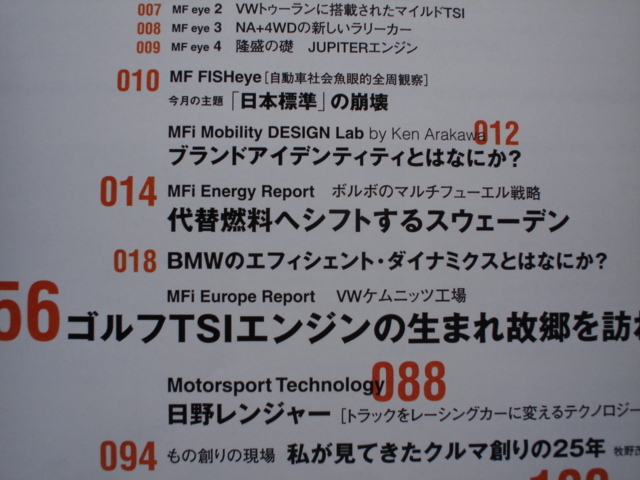 007 MF eye 2 VWトゥーランに搭載されたマイルドTSI
008 MF eye 3 NA+4WDの新しいラリーカー
009 MF eye 4 隆盛の礎 JUPITERエンジン
010 MF FISHeye[自動車社会魚眼的全周観察]
今月の主題「日本標準」の崩壊
MFi Mobility DESIGN Lab by Ken Arakawa 012
ブランドアイデンティティとはなにか?
014 MFi Energy Report ボルボのマルチフューエル戦略
代替燃料へシフトするスウェーデン
018 BMWのエフィシェント・ダイナミクスとはなにか?
MFi Europe Report VWケムニッツ工場
56 ゴルフTSIエンジンの生まれ故郷を訪
Motorsport Technology 088
日野レンジャー [トラックをレーシングカーに変えるテクノロジー
094 もの創りの現場 私が見てきたクルマ創りの25年 牧野